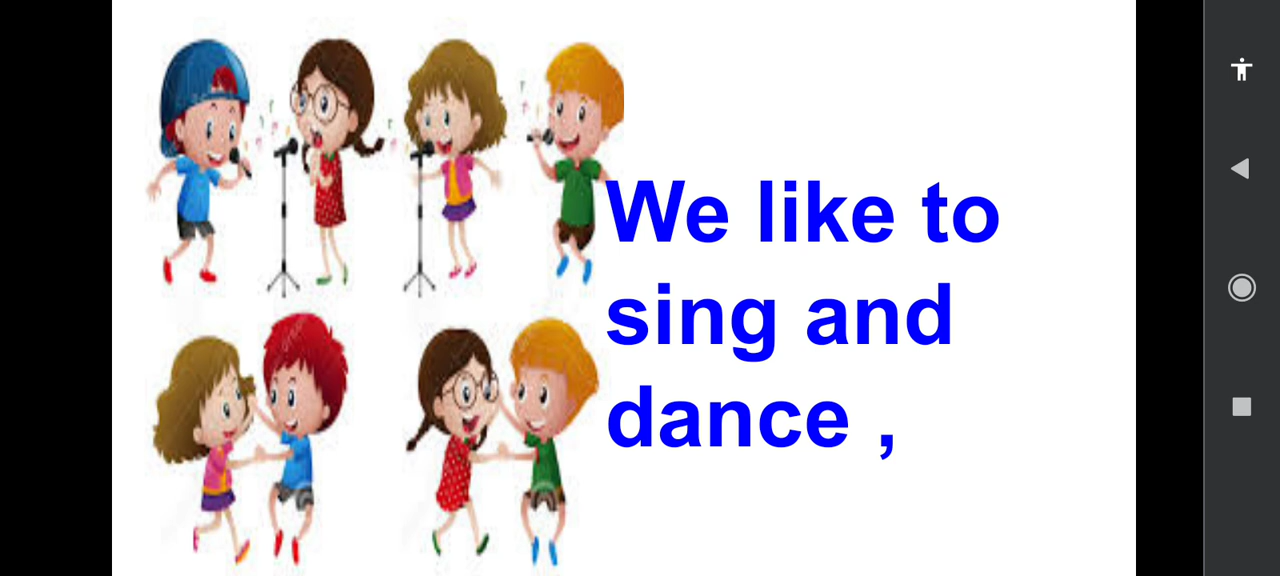 We like to
sing and
dance ,